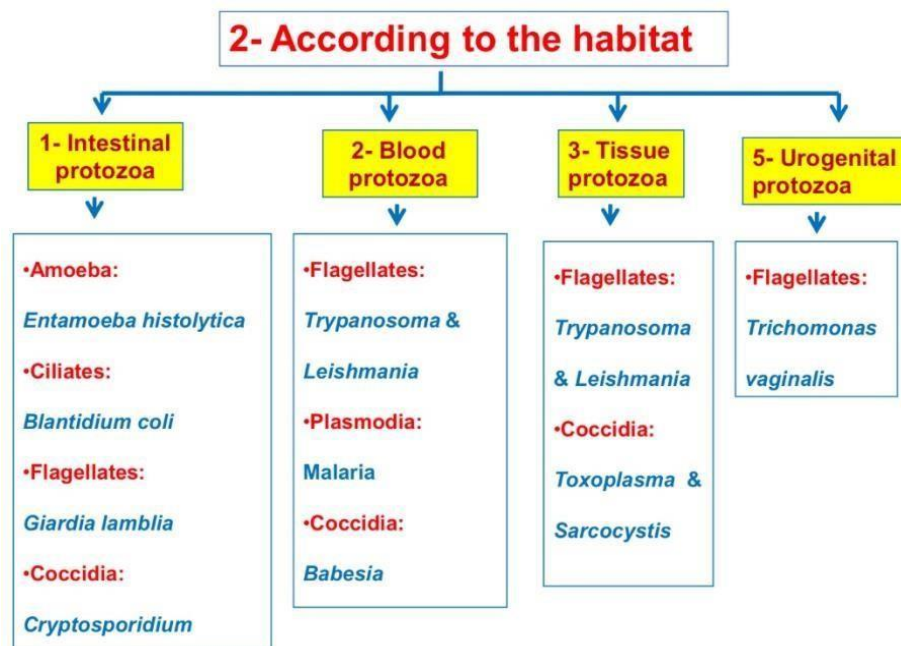 2- According to the habitat
1- Intestinal
protozoa
•Amoeba:
Entamoeba histolytica
•Ciliates:
Blantidium coli
•Flagellates:
Giardia lamblia
•Coccidia:
Cryptosporidium
2- Blood
protozoa
•Flagellates:
Trypanosoma &
Leishmania
•Plasmodia:
Malaria
•Coccidia:
Babesia
3- Tissue
protozoa
•Flagellates:
Trypanosoma
& Leishmania
•Coccidia:
Toxoplasma &
Sarcocystis
5- Urogenital
protozoa
•Flagellates:
Trichomonas
vaginalis